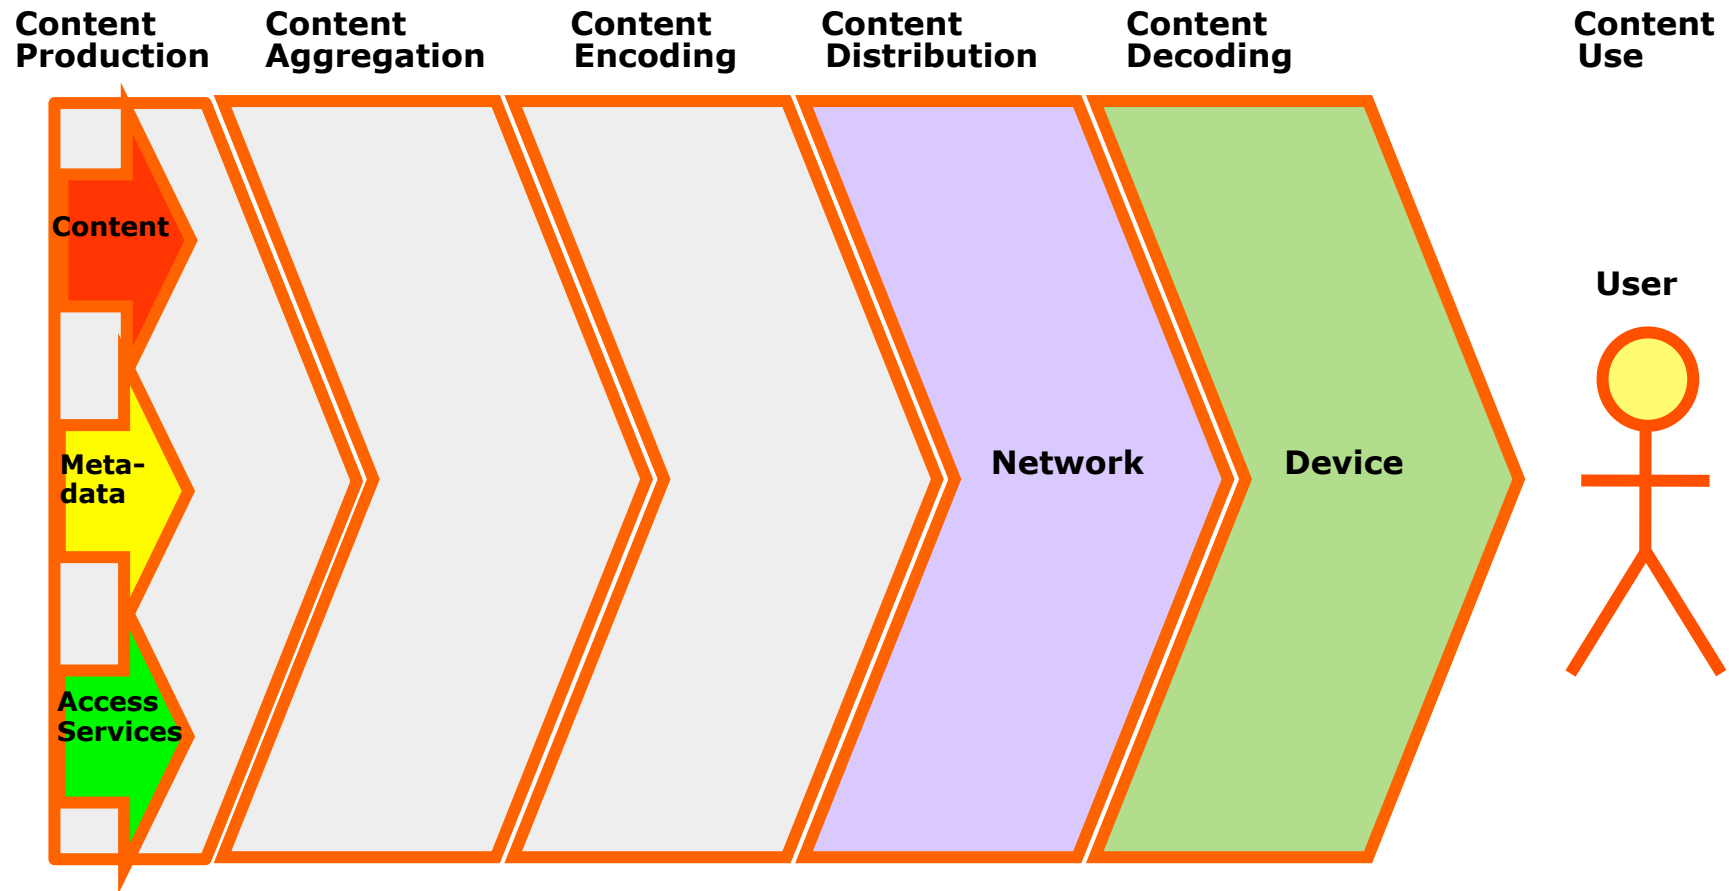 Content
Production
Content
Aggregation
Content
Encoding
Content
Distribution
Content
Decoding
Content
Use
Content
Meta-
data
Access
Services
Network
Device
User